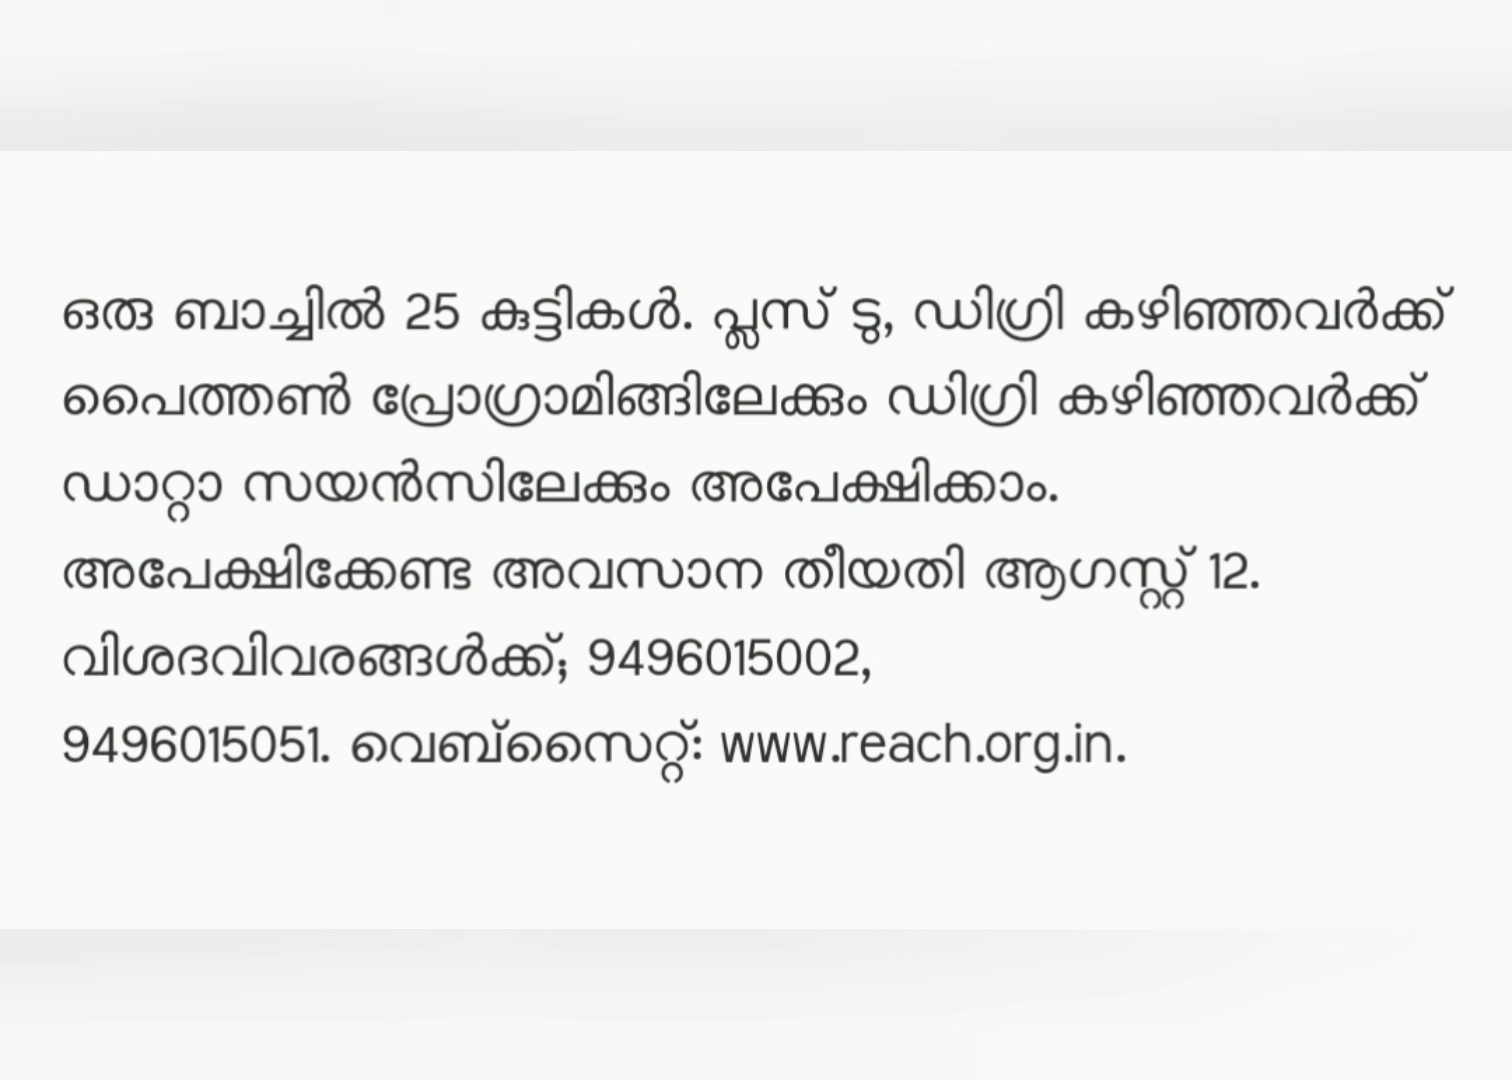 ഒരു ബാച്ചിൽ 25 കുട്ടികൾ. പ്ലസ് ടു, ഡിഗ്രി കഴിഞ്ഞവർക്ക്
പൈത്തൺ പ്രോഗ്രാമിങ്ങിലേക്കും ഡിഗ്രി കഴിഞ്ഞവർക്ക്
ഡാറ്റാ സയൻസിലേക്കും അപേക്ഷിക്കാം.
അപേക്ഷിക്കേണ്ട അവസാന തീയതി ആഗസ്റ്റ് 12.
വിശദവിവരങ്ങൾക്ക്; 9496015002,
9496015051. വെബ്സൈറ്റ്: www.reach.org.in.